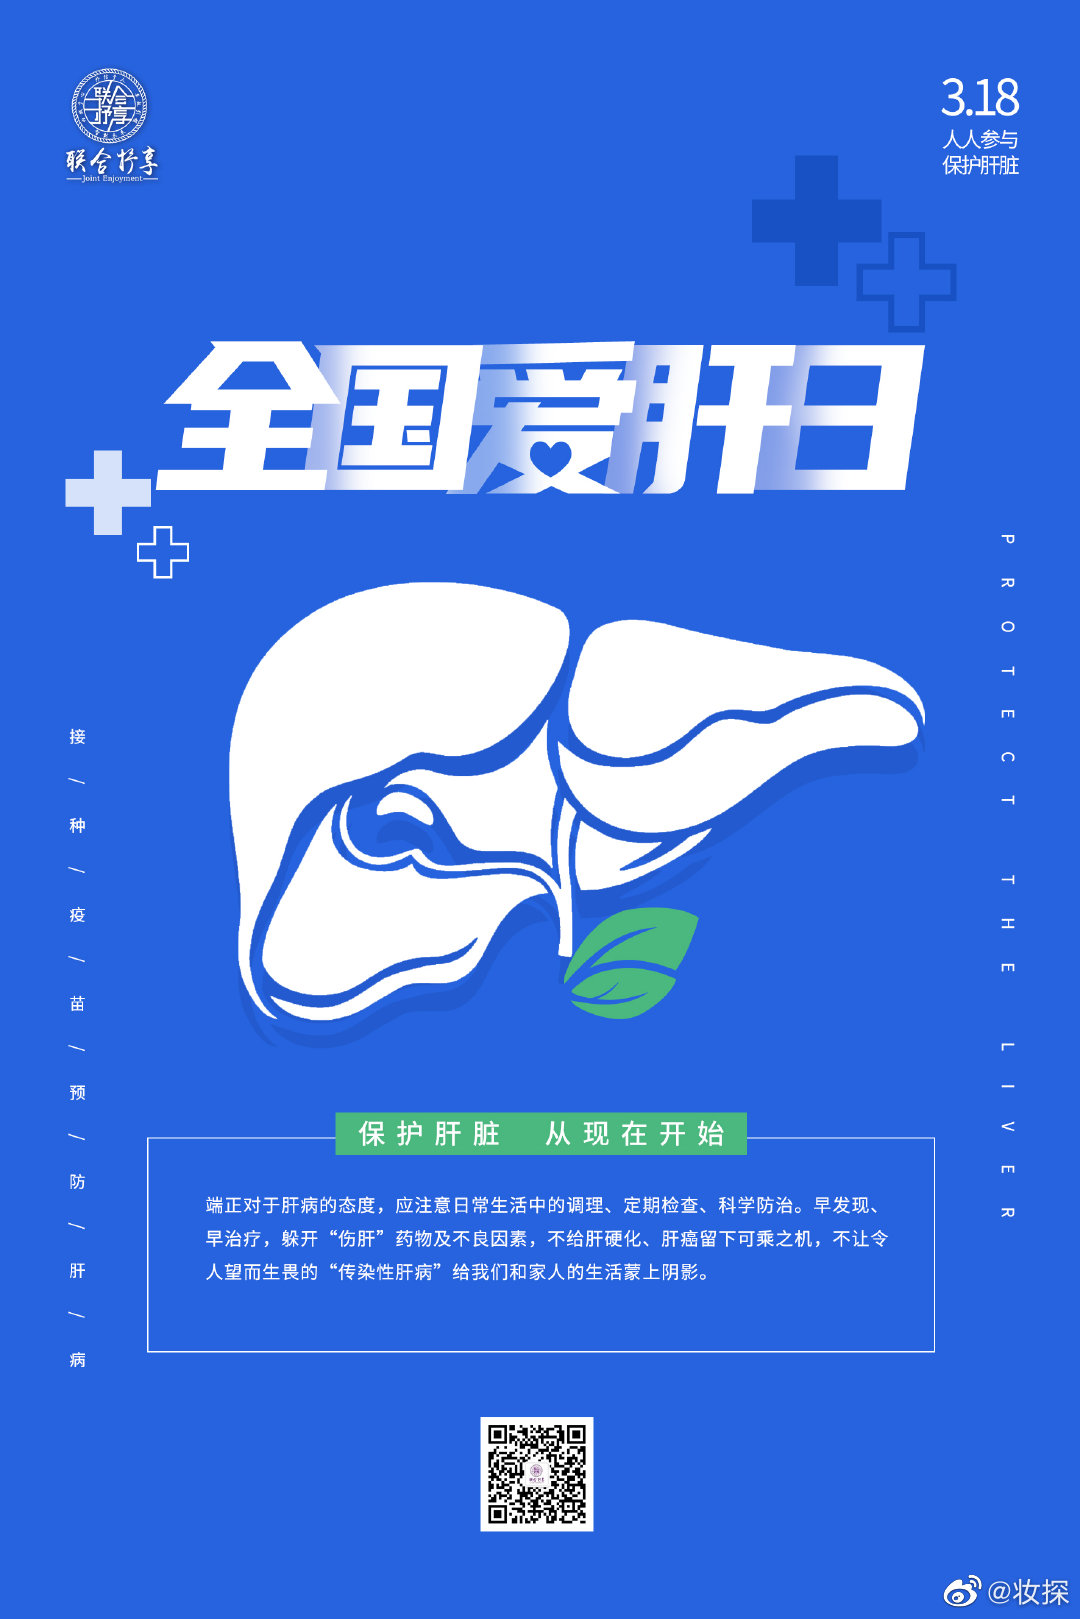 联合抒享
联合抒享
Joint Enjoyment
3.18
人人参与
保护肝脏
全国爱肝日
PROTECT THE LIVER
接/种/疫/苗/预/防/肝/病
保护肝脏 从现在开始
端正对于肝病的态度，应注意日常生活中的调理、定期检查、科学防治。早发现、
早治疗，躲开“伤肝”药物及不良因素，不给肝硬化、肝癌留下可乘之机，不让令
人望而生畏的“传染性肝病”给我们和家人的生活蒙上阴影。
@妆探